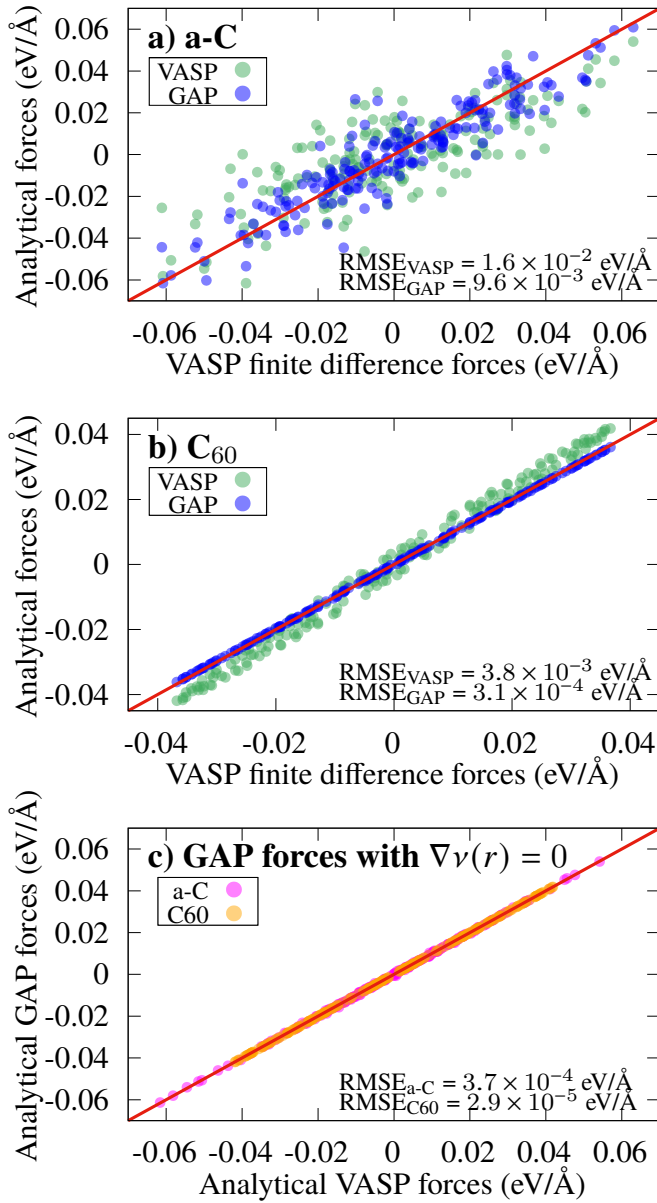 a) a-C
VASP
GAP
0.06
0.04
0.02
0
-0.02
-0.04
-0.06
Analytical forces (eV/Å)
RMSE_VASP = 1.6 × 10⁻² eV/Å
RMSE_GAP = 9.6 × 10⁻³ eV/Å
-0.06 -0.04 -0.02 0 0.02 0.04 0.06
VASP finite difference forces (eV/Å)
b) C₆₀
VASP
GAP
0.04
0.02
0
-0.02
-0.04
Analytical forces (eV/Å)
RMSE_VASP = 3.8 × 10⁻³ eV/Å
RMSE_GAP = 3.1 × 10⁻⁴ eV/Å
-0.04 -0.02 0 0.02 0.04
VASP finite difference forces (eV/Å)
c) GAP forces with ∇ν(r) = 0
a-C
C60
0.06
0.04
0.02
0
-0.02
-0.04
-0.06
Analytical GAP forces (eV/Å)
RMSE_a-C = 3.7 × 10⁻⁴ eV/Å
RMSE_C60 = 2.9 × 10⁻⁵ eV/Å
-0.06 -0.04 -0.02 0 0.02 0.04 0.06
Analytical VASP forces (eV/Å)